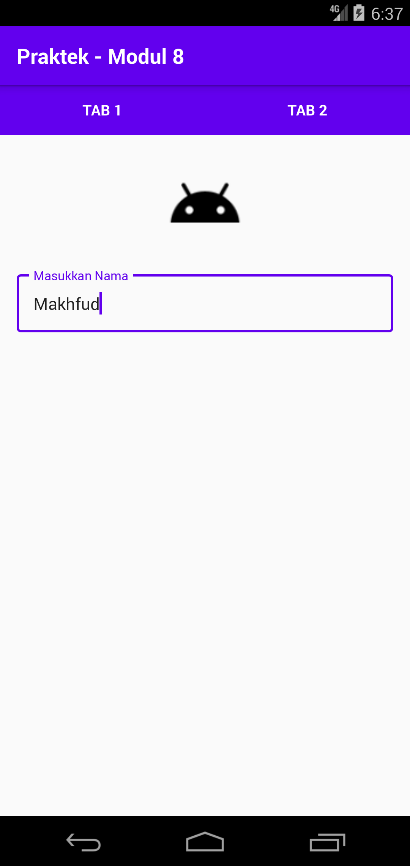 4G
6:37
Praktek - Modul 8
TAB 1
TAB 2
Masukkan Nama
Makhfud